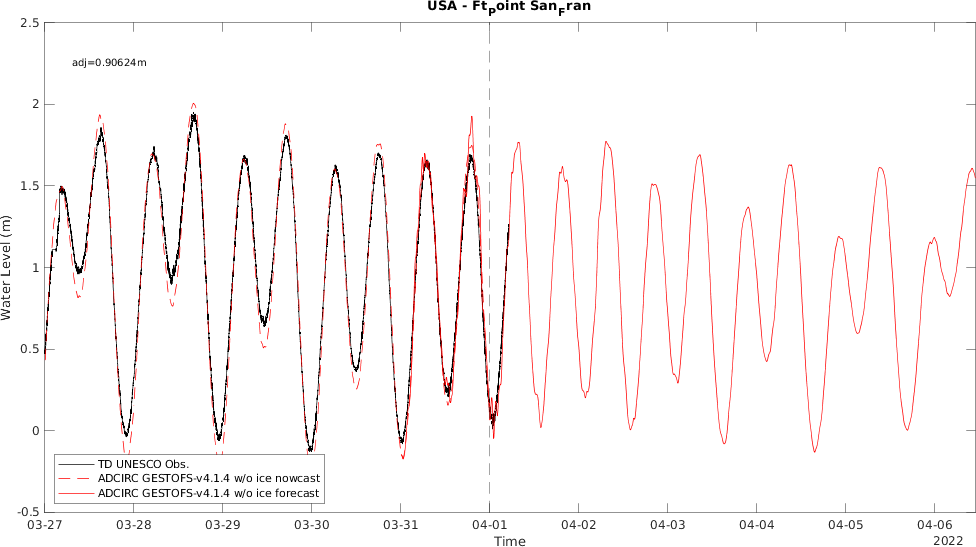 USA - FtPoint SanFran
2.5
adj=0.90624m
2
1.5
1
0.5
0
-0.5
Water Level (m)
TD UNESCO Obs.
ADCIRC GESTOFS-v4.1.4 w/o ice nowcast
ADCIRC GESTOFS-v4.1.4 w/o ice forecast
03-27 03-28 03-29 03-30 03-31 04-01 04-02 04-03 04-04 04-05 04-06
Time
2022